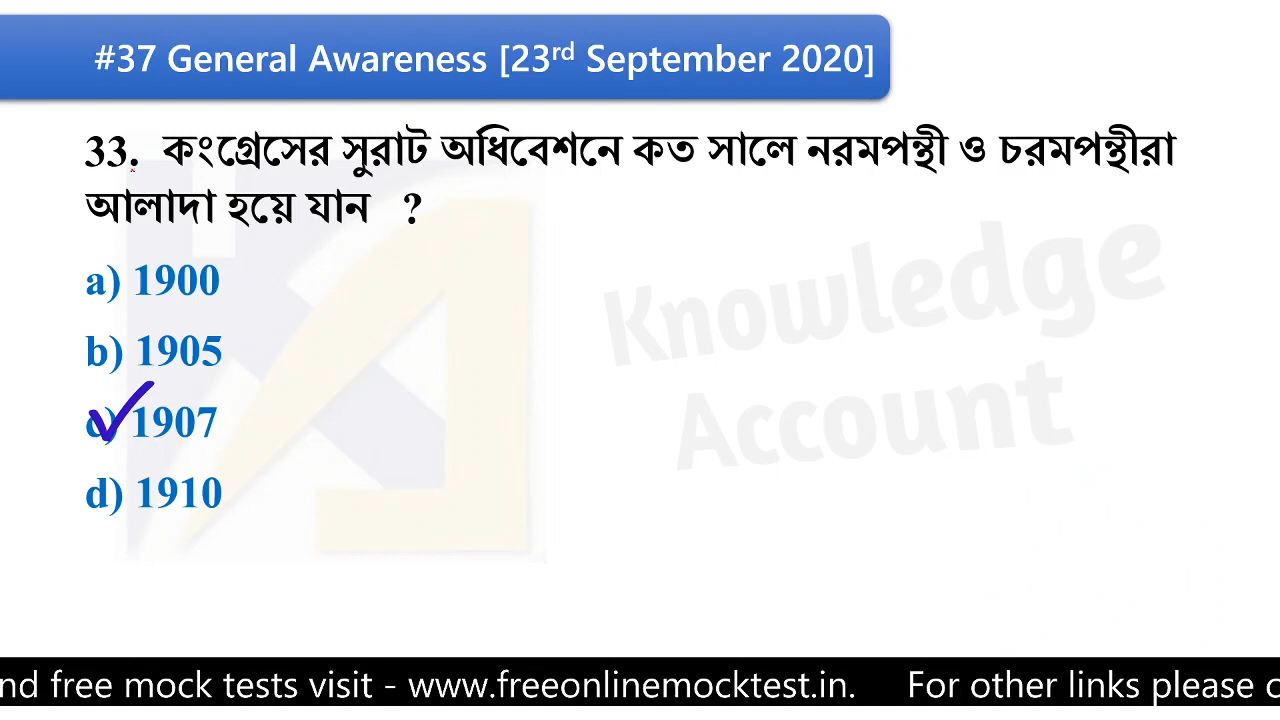 #37 General Awareness [23rd September 2020]
33. কংগ্রেসের সুরাট অধিবেশনে কত সালে নরমপন্থী ও চরমপন্থীরা
আলাদা হয়ে যান ?
a) 1900
b) 1905
c) 1907
d) 1910
Knowledge
Account
nd free mock tests visit - www.freeonlinemocktest.in. For other links please c